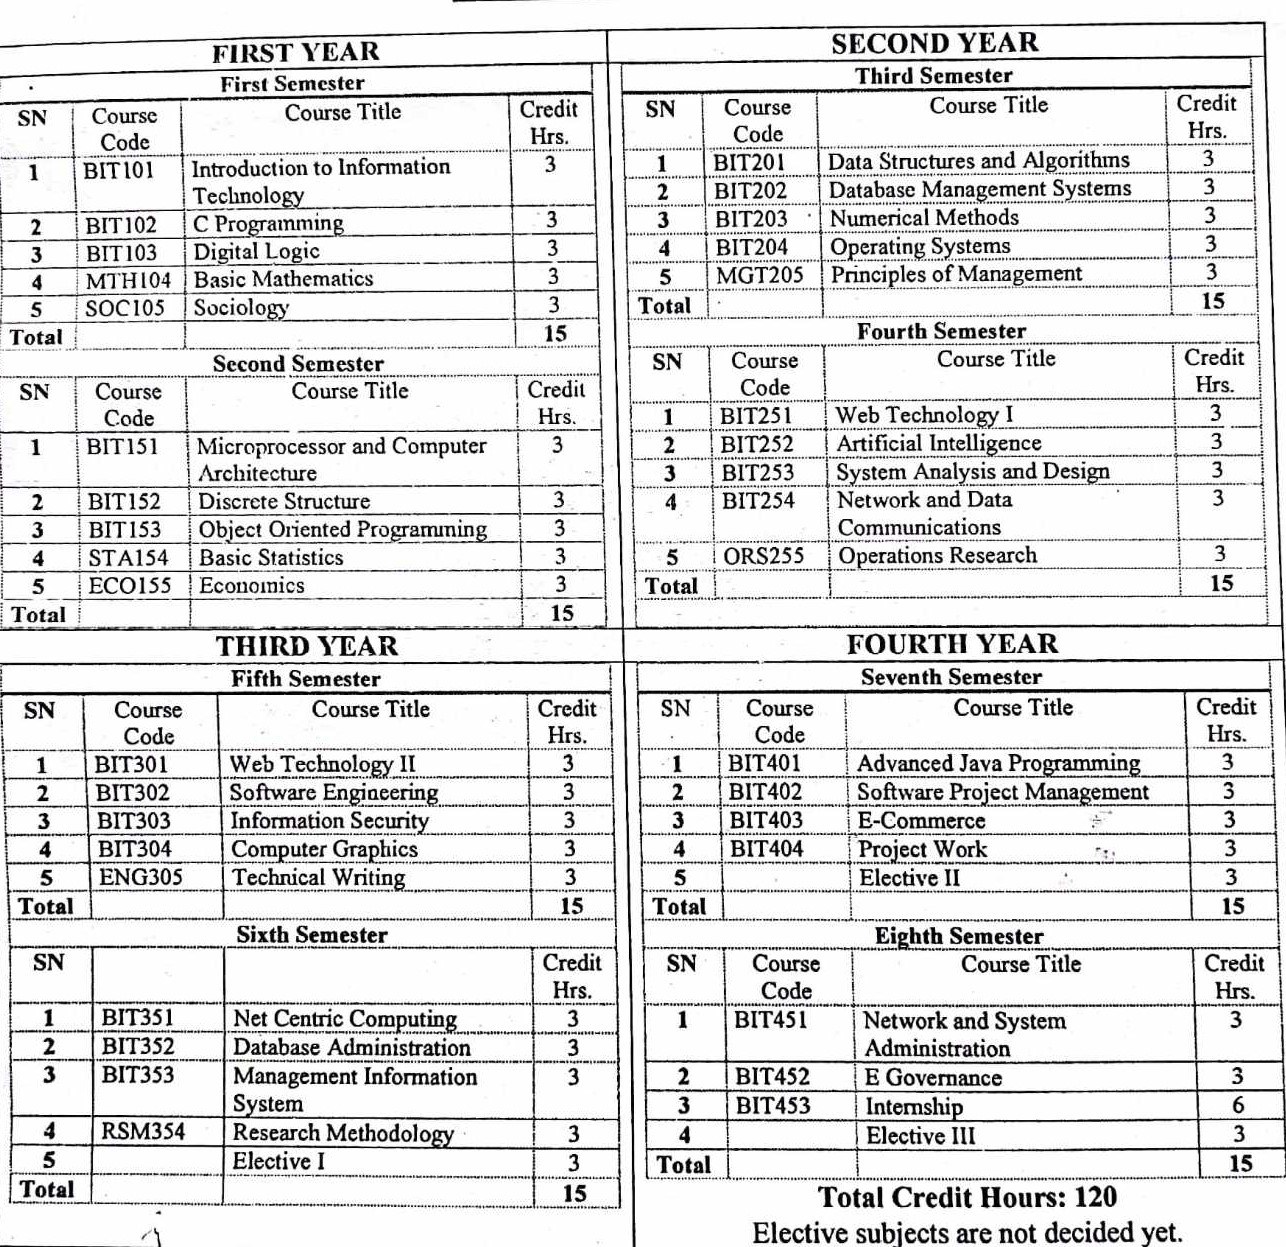 FIRST YEAR
First Semester
SN Course Code Course Title Credit Hrs.
1 BIT101 Introduction to Information Technology 3
2 BIT102 C Programming 3
3 BIT103 Digital Logic 3
4 MTH104 Basic Mathematics 3
5 SOC105 Sociology 3
Total 15
Second Semester
SN Course Code Course Title Credit Hrs.
1 BIT151 Microprocessor and Computer Architecture 3
2 BIT152 Discrete Structure 3
3 BIT153 Object Oriented Programming 3
4 STA154 Basic Statistics 3
5 ECO155 Economics 3
Total 15
SECOND YEAR
Third Semester
SN Course Code Course Title Credit Hrs.
1 BIT201 Data Structures and Algorithms 3
2 BIT202 Database Management Systems 3
3 BIT203 Numerical Methods 3
4 BIT204 Operating Systems 3
5 MGT205 Principles of Management 3
Total 15
Fourth Semester
SN Course Code Course Title Credit Hrs.
1 BIT251 Web Technology I 3
2 BIT252 Artificial Intelligence 3
3 BIT253 System Analysis and Design 3
4 BIT254 Network and Data Communications 3
5 ORS255 Operations Research 3
Total 15
THIRD YEAR
Fifth Semester
SN Course Code Course Title Credit Hrs.
1 BIT301 Web Technology II 3
2 BIT302 Software Engineering 3
3 BIT303 Information Security 3
4 BIT304 Computer Graphics 3
5 ENG305 Technical Writing 3
Total 15
Sixth Semester
SN Credit Hrs.
1 BIT351 Net Centric Computing 3
2 BIT352 Database Administration 3
3 BIT353 Management Information System 3
4 RSM354 Research Methodology 3
5 Elective I 3
Total 15
FOURTH YEAR
Seventh Semester
SN Course Code Course Title Credit Hrs.
1 BIT401 Advanced Java Programming 3
2 BIT402 Software Project Management 3
3 BIT403 E-Commerce 3
4 BIT404 Project Work 3
5 Elective II 3
Total 15
Eighth Semester
SN Course Code Course Title Credit Hrs.
1 BIT451 Network and System Administration 3
2 BIT452 E Governance 3
3 BIT453 Internship 6
4 Elective III 3
Total 15
Total Credit Hours: 120
Elective subjects are not decided yet.